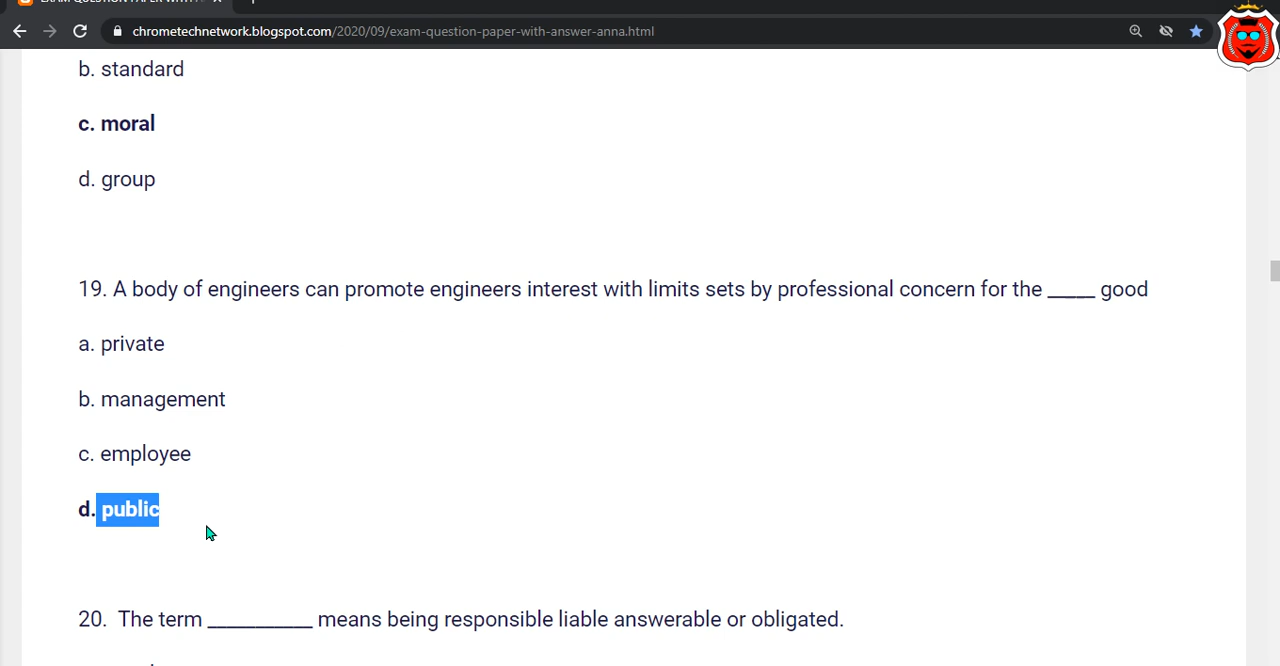 chrometechnetwork.blogspot.com/2020/09/exam-question-paper-with-answer-anna.html
b. standard
c. moral
d. group
19. A body of engineers can promote engineers interest with limits sets by professional concern for the _____ good
a. private
b. management
c. employee
d. public
20. The term __________ means being responsible liable answerable or obligated.